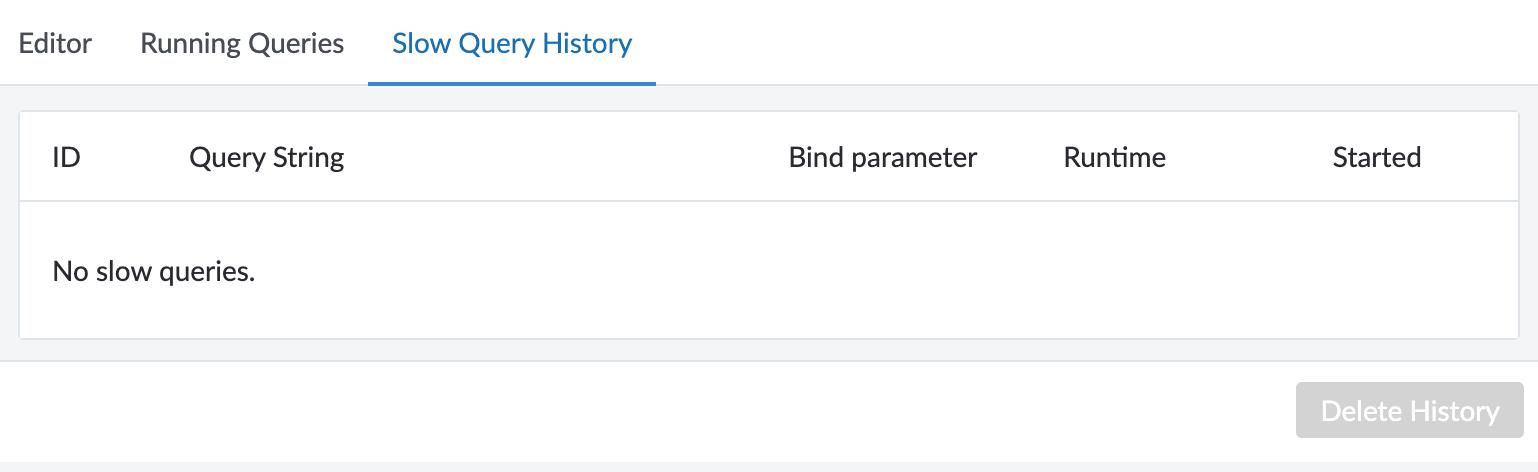 Editor Running Queries Slow Query History
ID Query String Bind parameter Runtime Started
No slow queries.
Delete History